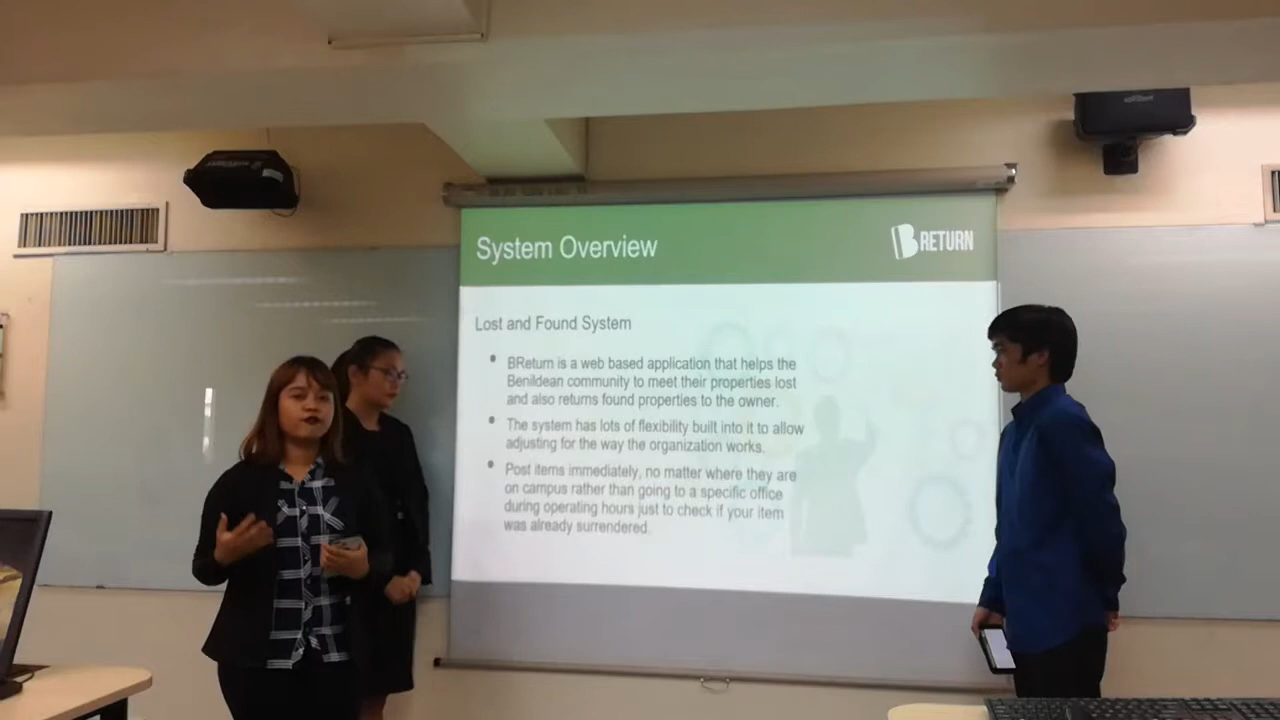 System Overview
BRETURN
Lost and Found System
• BReturn is a web based application that helps the
Benildean community to meet their properties lost
and also returns found properties to the owner.
• The system has lots of flexibility built into it to allow
adjusting for the way the organization works.
• Post items immediately, no matter where they are
on campus rather than going to a specific office
during operating hours just to check if your item
was already surrendered.